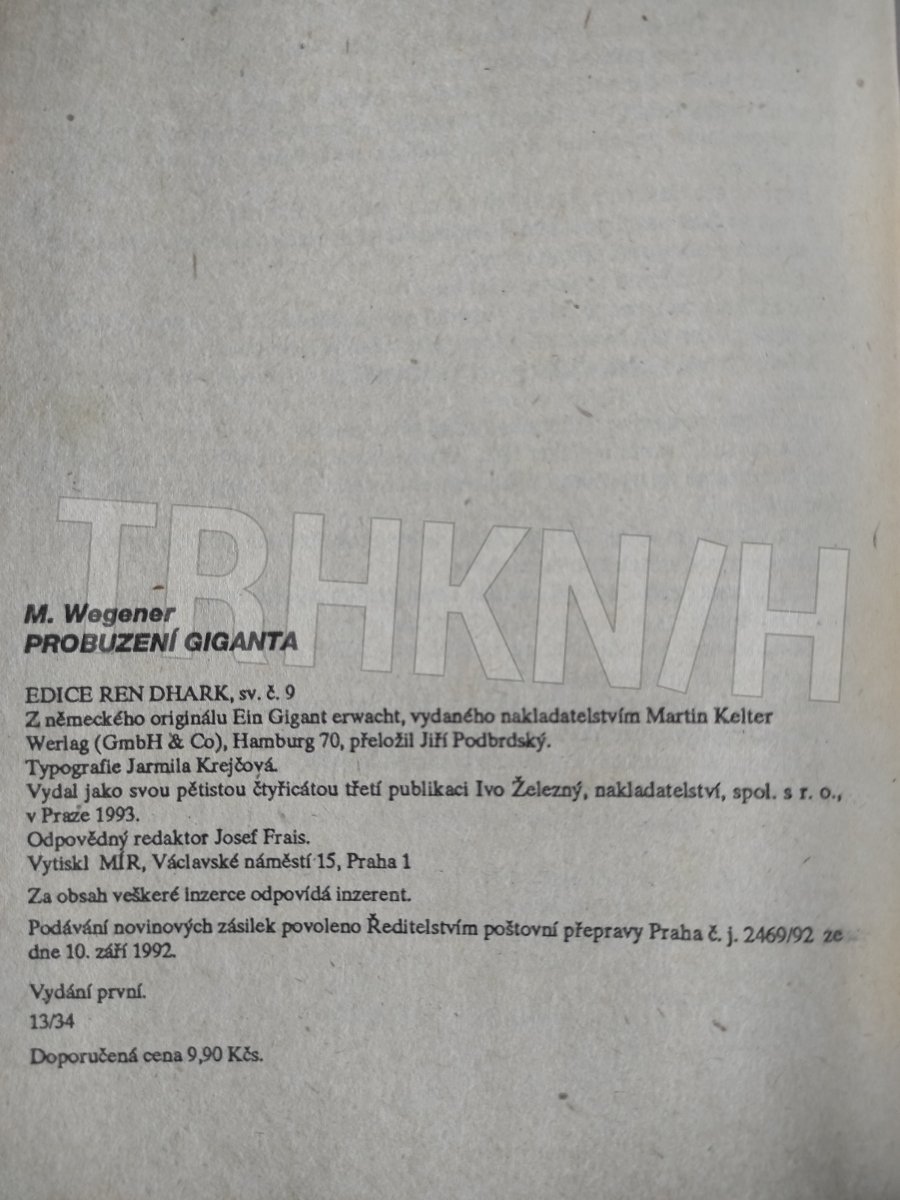 TRHKNIH
M. Wegener
PROBUZENÍ GIGANTA
EDICE REN DHARK, sv. č. 9
Z německého originálu Ein Gigant erwacht, vydaného nakladatelstvím Martin Kelter
Werlag (GmbH & Co), Hamburg 70, přeložil Jiří Podbrdský.
Typografie Jarmila Krejčová.
Vydal jako svou pětistou čtyřicátou třetí publikaci Ivo Železný, nakladatelství, spol. s r. o.,
v Praze 1993.
Odpovědný redaktor Josef Frais.
Vytiskl MÍR, Václavské náměstí 15, Praha 1
Za obsah veškeré inzerce odpovídá inzerent.
Podávání novinových zásilek povoleno Ředitelstvím poštovní přepravy Praha č. j. 2469/92 ze
dne 10. září 1992.
Vydání první.
13/34
Doporučená cena 9,90 Kčs.